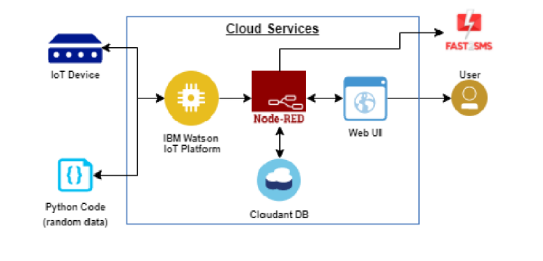 Cloud Services
FAST2SMS
IoT Device
User
IBM Watson
IoT Platform
Node-RED
Web UI
Python Code
(random data)
Cloudant DB